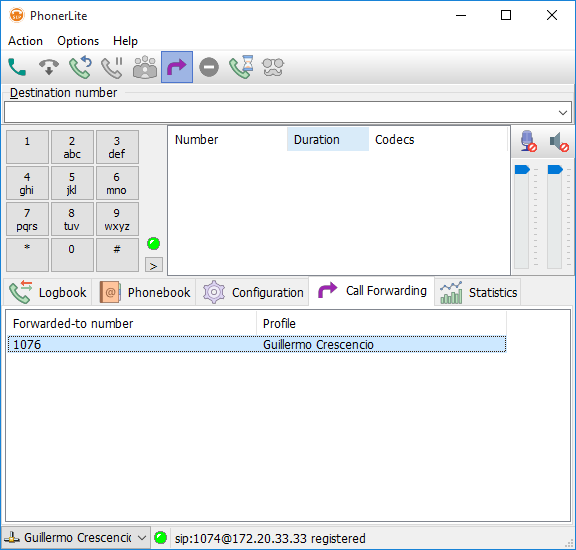 PhonerLite
Action Options Help
Destination number
1 2 abc 3 def
4 ghi 5 jkl 6 mno
7 pqrs 8 tuv 9 wxyz
* 0 #
>
Number Duration Codecs
Logbook Phonebook Configuration Call Forwarding Statistics
Forwarded-to number Profile
1076 Guillermo Crescencio
Guillermo Crescencic sip:1074@172.20.33.33 registered